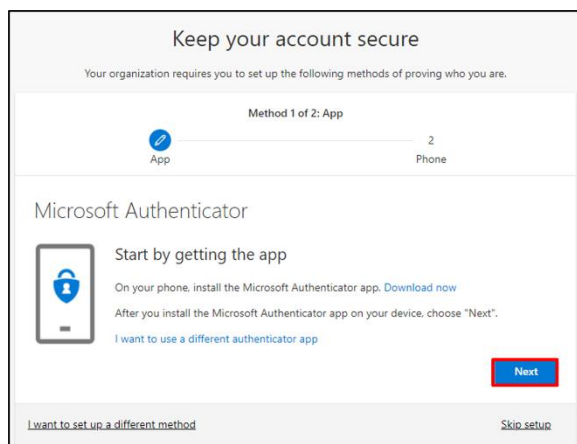 Keep your account secure
Your organization requires you to set up the following methods of proving who you are.
Method 1 of 2: App
App
2
Phone
Microsoft Authenticator
Start by getting the app
On your phone, install the Microsoft Authenticator app. Download now
After you install the Microsoft Authenticator app on your device, choose "Next".
I want to use a different authenticator app
Next
I want to set up a different method
Skip setup